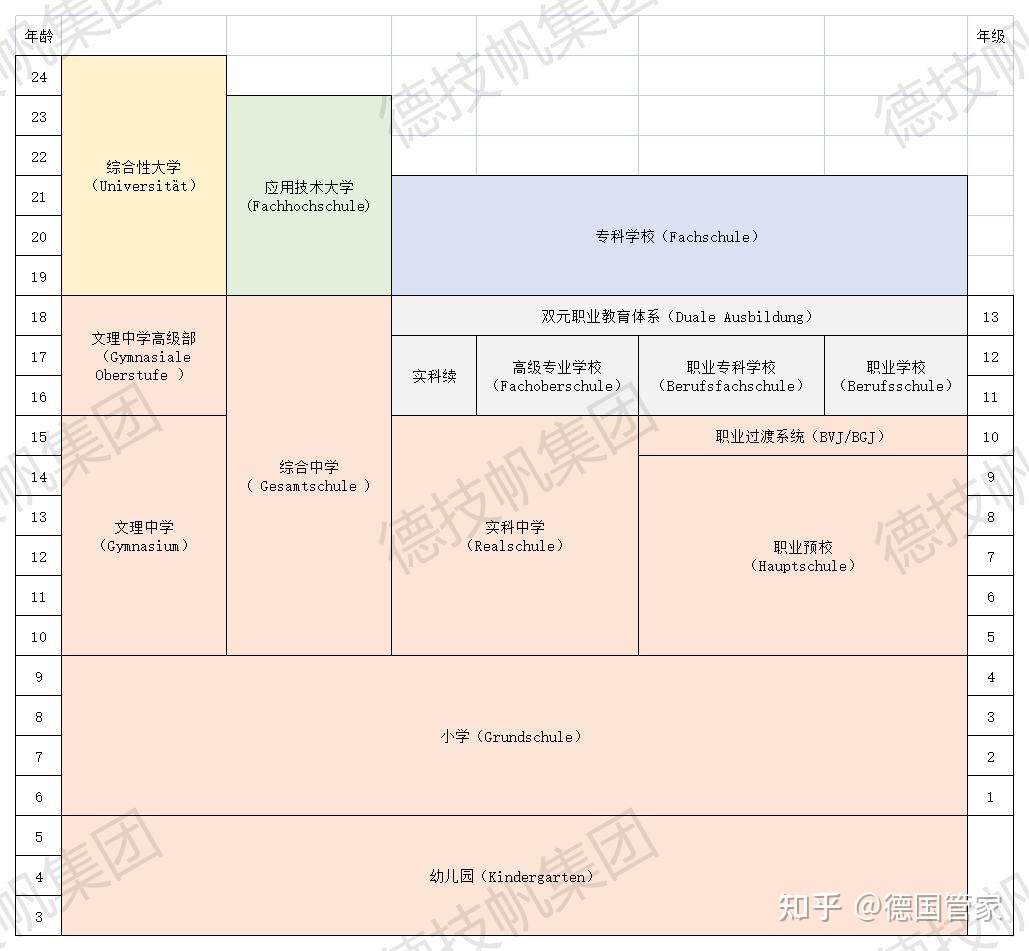 年龄
年级
24
23
22
21
20
19
18
17
16
15
14
13
12
11
10
9
8
7
6
5
4
3
综合性大学
（Universität）
应用技术大学
(Fachhochschule)
专科学校（Fachschule）
文理中学高级部
（Gymnasiale
Oberstufe ）
综合中学
（ Gesamtschule ）
双元职业教育体系（Duale Ausbildung）
实科续
高级专业学校
（Fachoberschule）
职业专科学校
（Berufsfachschule）
职业学校
（Berufsschule）
文理中学
（Gymnasium）
实科中学
（Realschule）
职业过渡系统（BVJ/BGJ）
职业预校
（Hauptschule）
小学（Grundschule）
幼儿园（Kindergarten）
13
12
11
10
9
8
7
6
5
4
3
2
1
德技帆集团
知乎 @德国管家